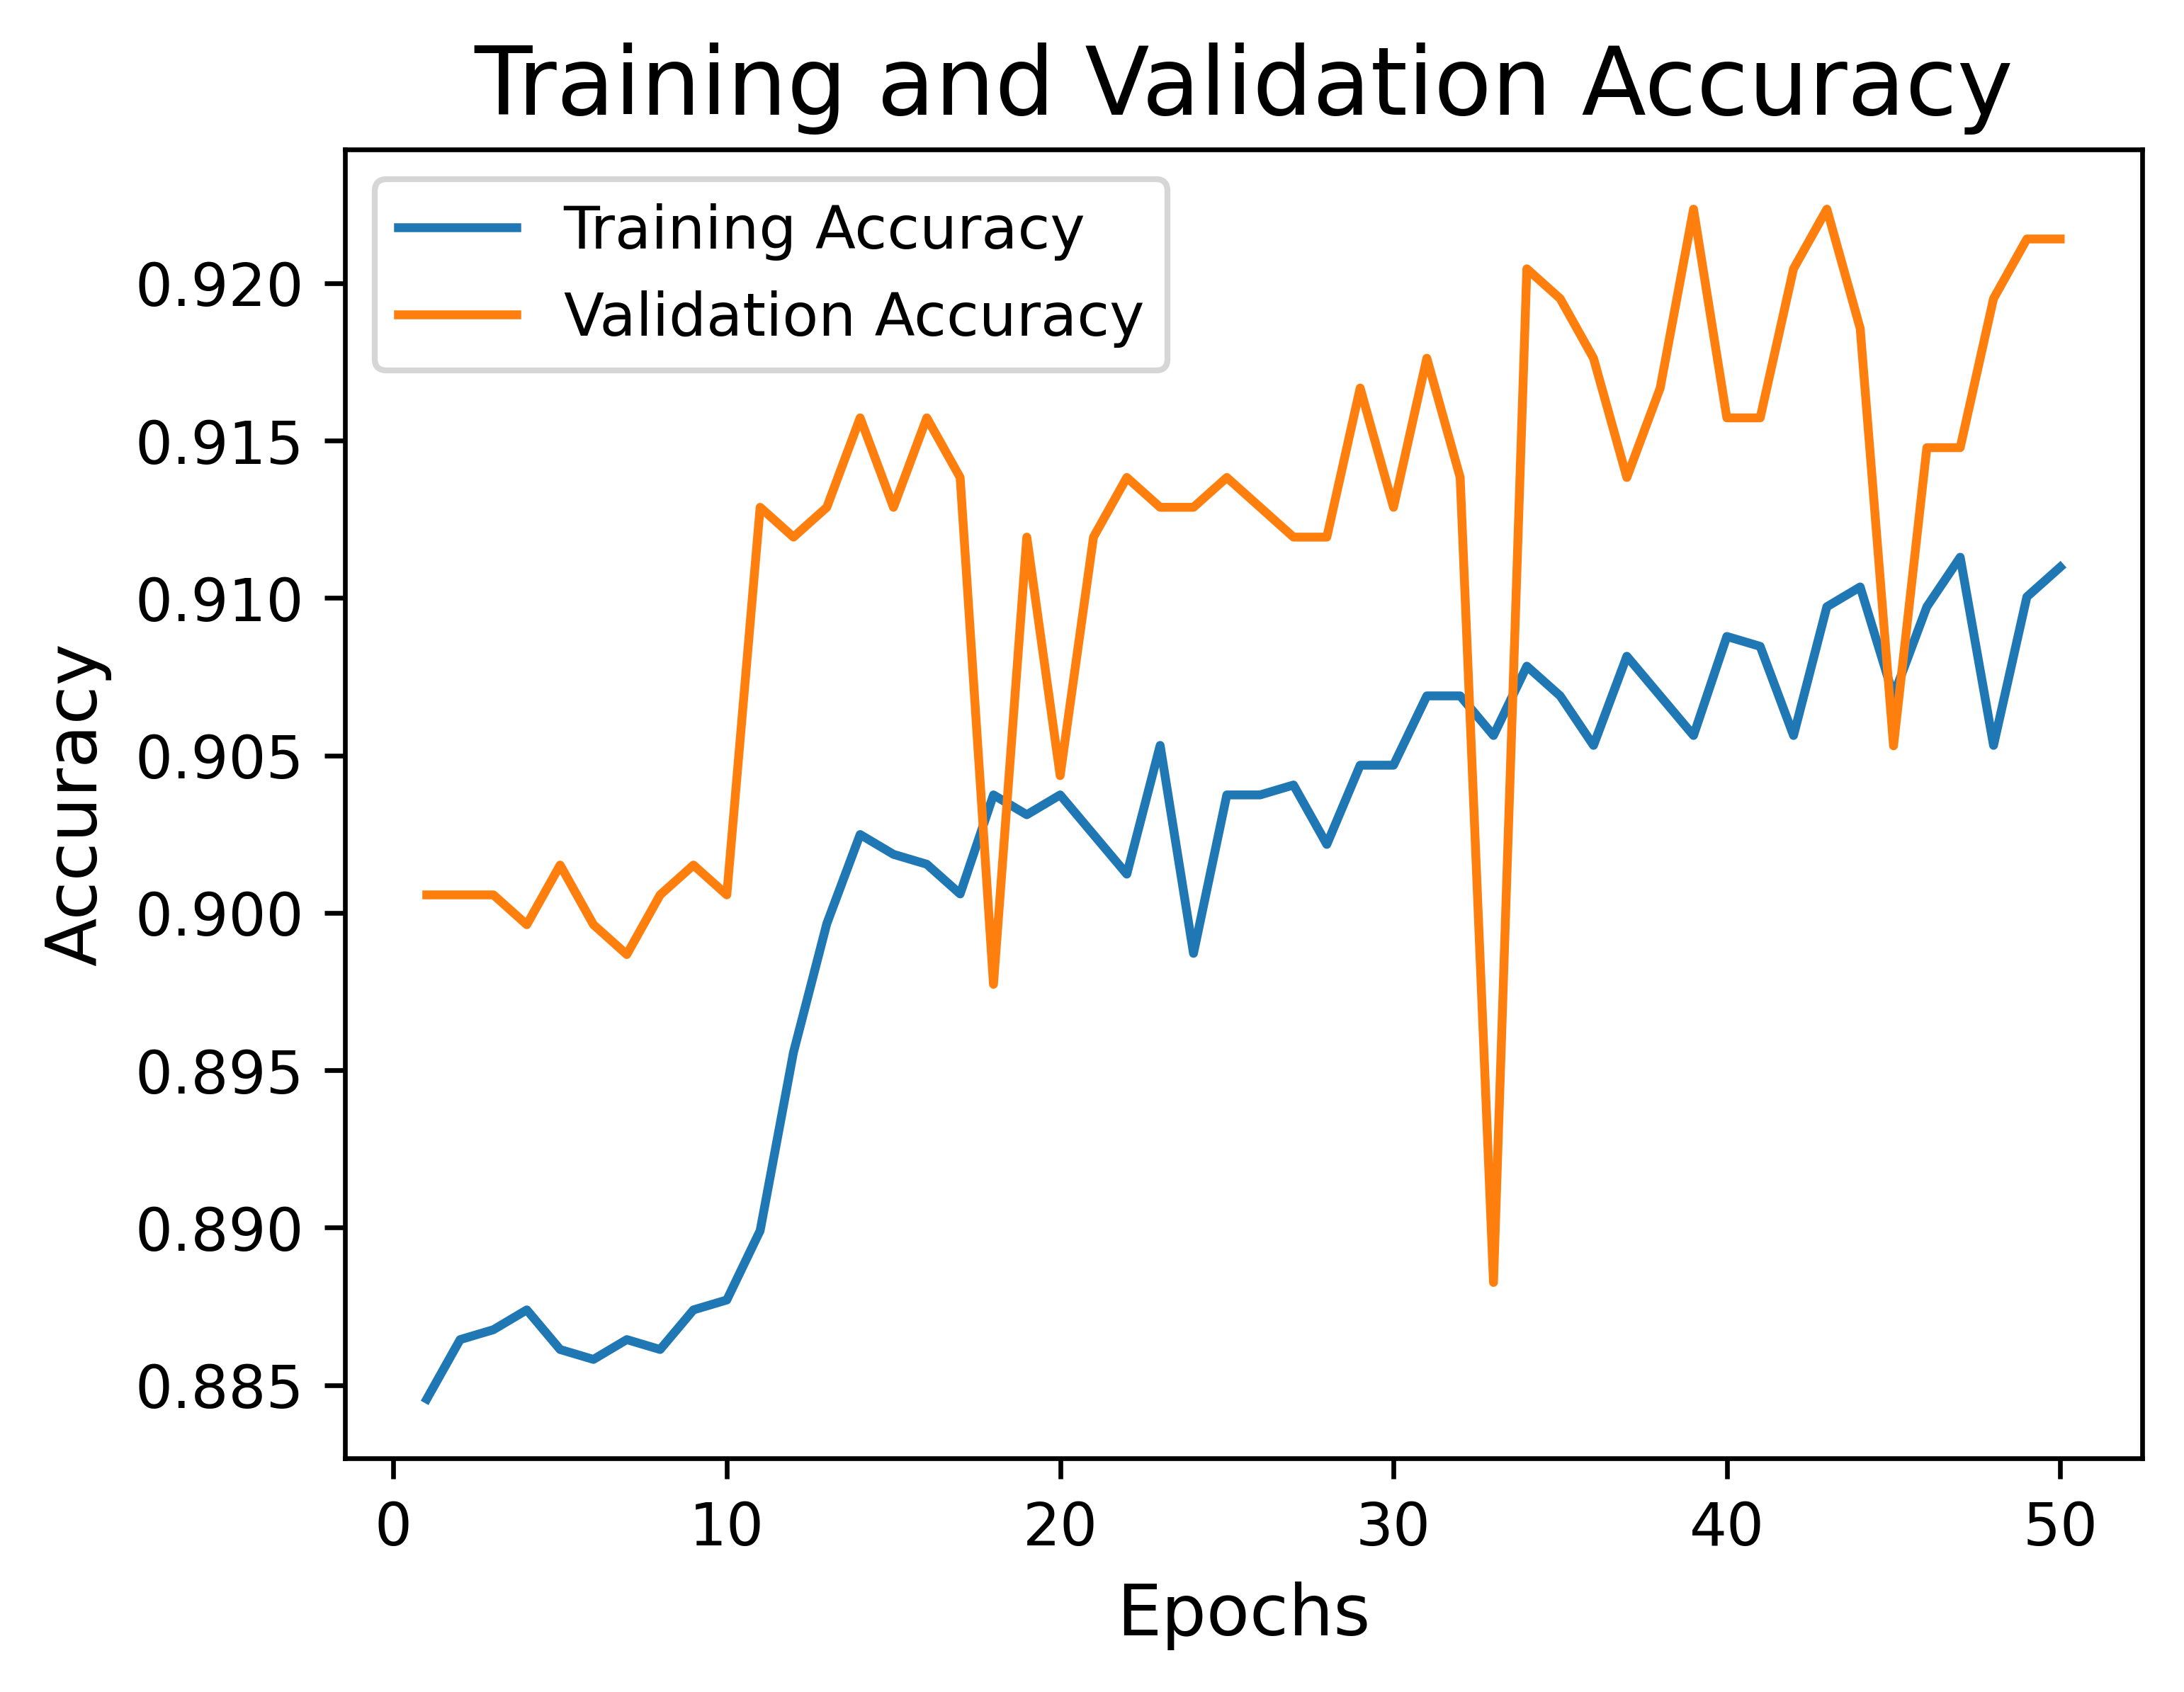 Training and Validation Accuracy
Training Accuracy
Validation Accuracy
0.920
0.915
0.910
0.905
0.900
0.895
0.890
0.885
Accuracy
0 10 20 30 40 50
Epochs